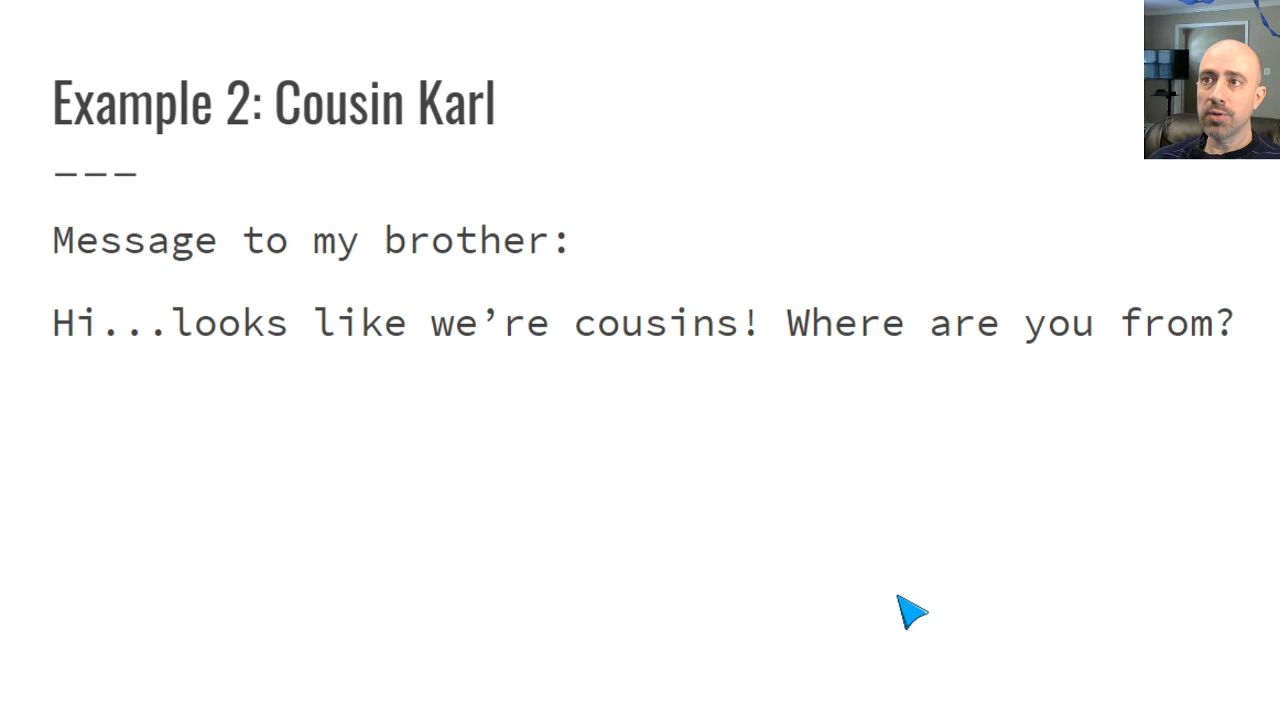 Example 2: Cousin Karl
Message to my brother:
Hi...looks like we’re cousins! Where are you from?